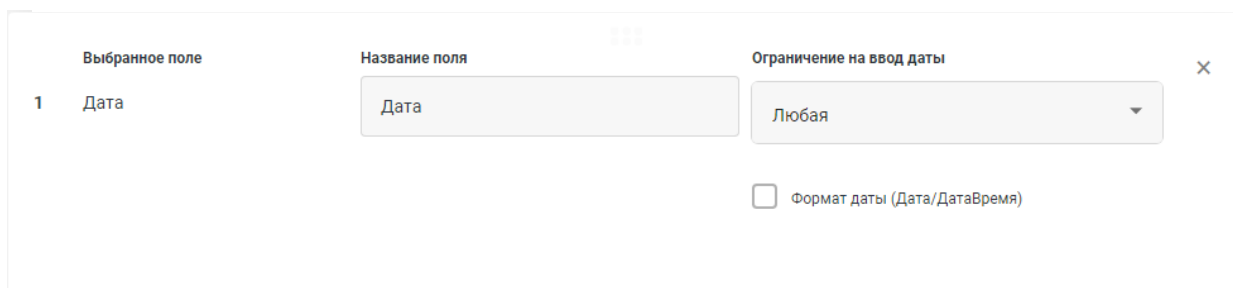 Выбранное поле Название поля Ограничение на ввод даты
1 Дата Дата Любая
Формат даты (Дата/ДатаВремя)